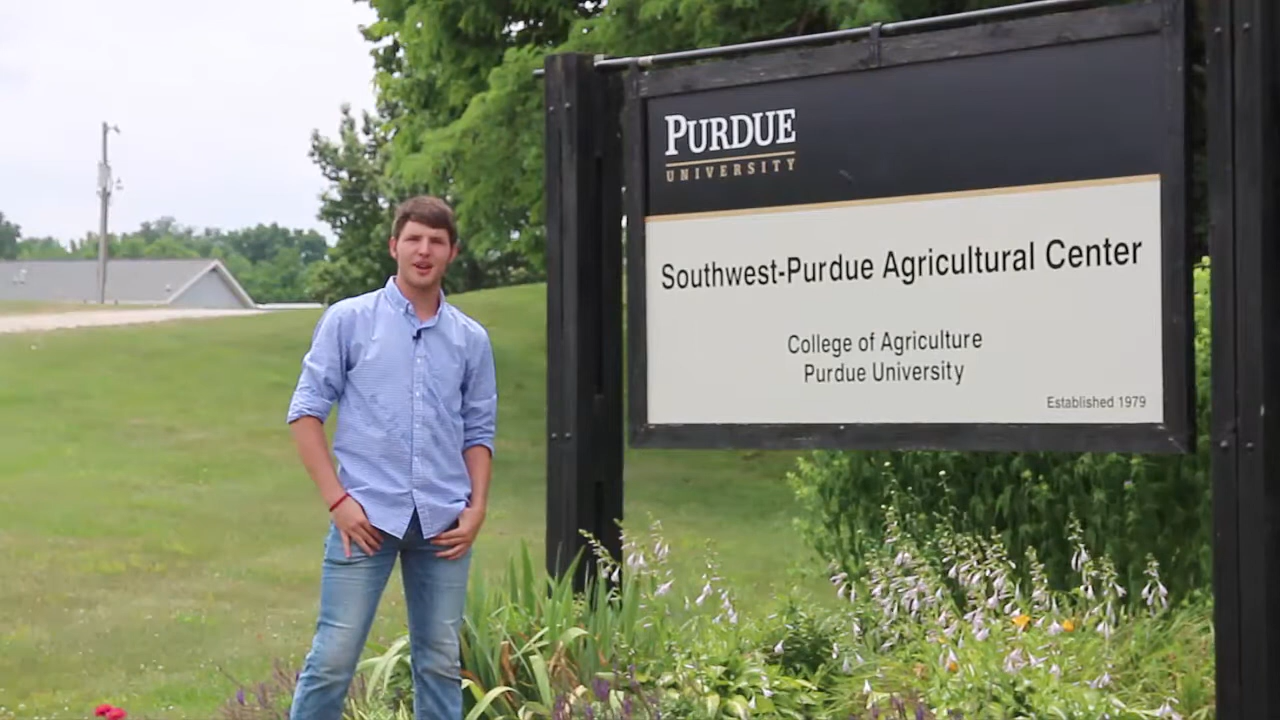 PURDUE
UNIVERSITY
Southwest-Purdue Agricultural Center
College of Agriculture
Purdue University
Established 1979